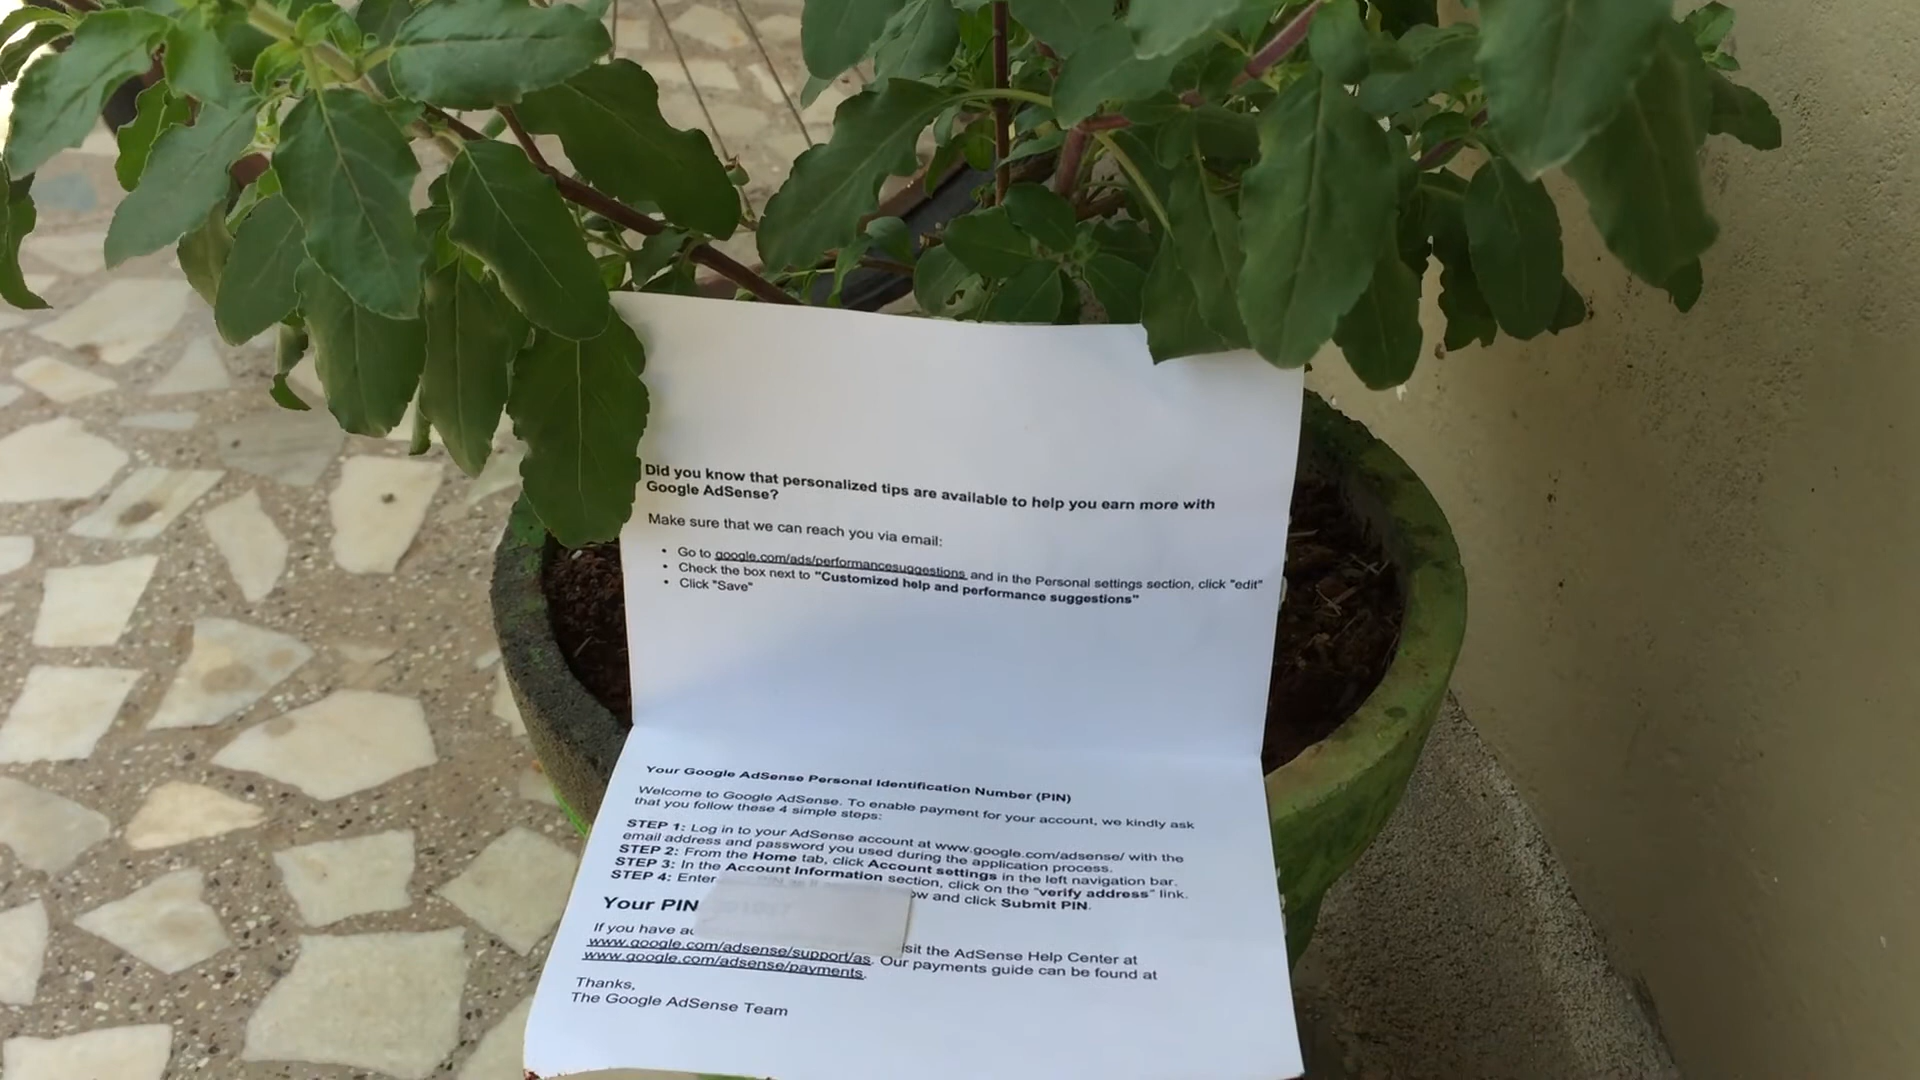 Did you know that personalized tips are available to help you earn more with
Google AdSense?
Make sure that we can reach you via email:
• Go to google.com/ads/performancesuggestions and in the Personal settings section, click "edit"
• Check the box next to "Customized help and performance suggestions"
• Click "Save"
Your Google AdSense Personal Identification Number (PIN)
Welcome to Google AdSense. To enable payment for your account, we kindly ask
that you follow these 4 simple steps:
STEP 1: Log in to your AdSense account at www.google.com/adsense/ with the
email address and password you used during the application process.
STEP 2: From the Home tab, click Account settings in the left navigation bar.
STEP 3: In the Account Information section, click on the "verify address" link.
STEP 4: Enter and click Submit PIN.
Your PIN
If you have the AdSense Help Center at
www.google.com/adsense/support/as. Our payments guide can be found at
www.google.com/adsense/payments.
Thanks,
The Google AdSense Team